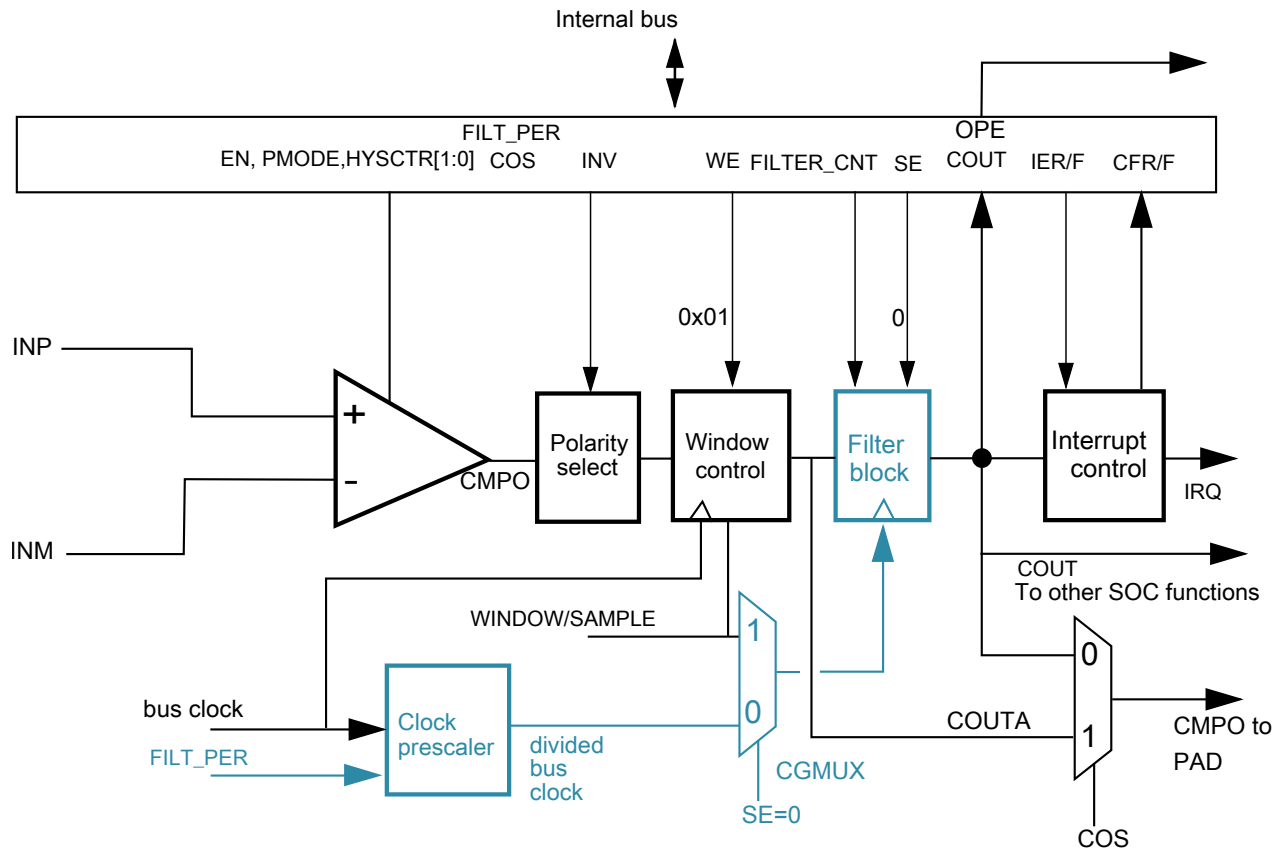 Internal bus
FILT_PER
OPE
EN, PMODE,HYSCTR[1:0] COS INV WE FILTER_CNT SE COUT IER/F CFR/F
0x01
0
INP
+
-
INM
CMPO
Polarity
select
Window
control
Filter
block
Interrupt
control
IRQ
COUT
To other SOC functions
WINDOW/SAMPLE
1
0
bus clock
FILT_PER
Clock
prescaler
divided
bus
clock
CGMUX
SE=0
COUTA
0
1
CMPO to
PAD
COS